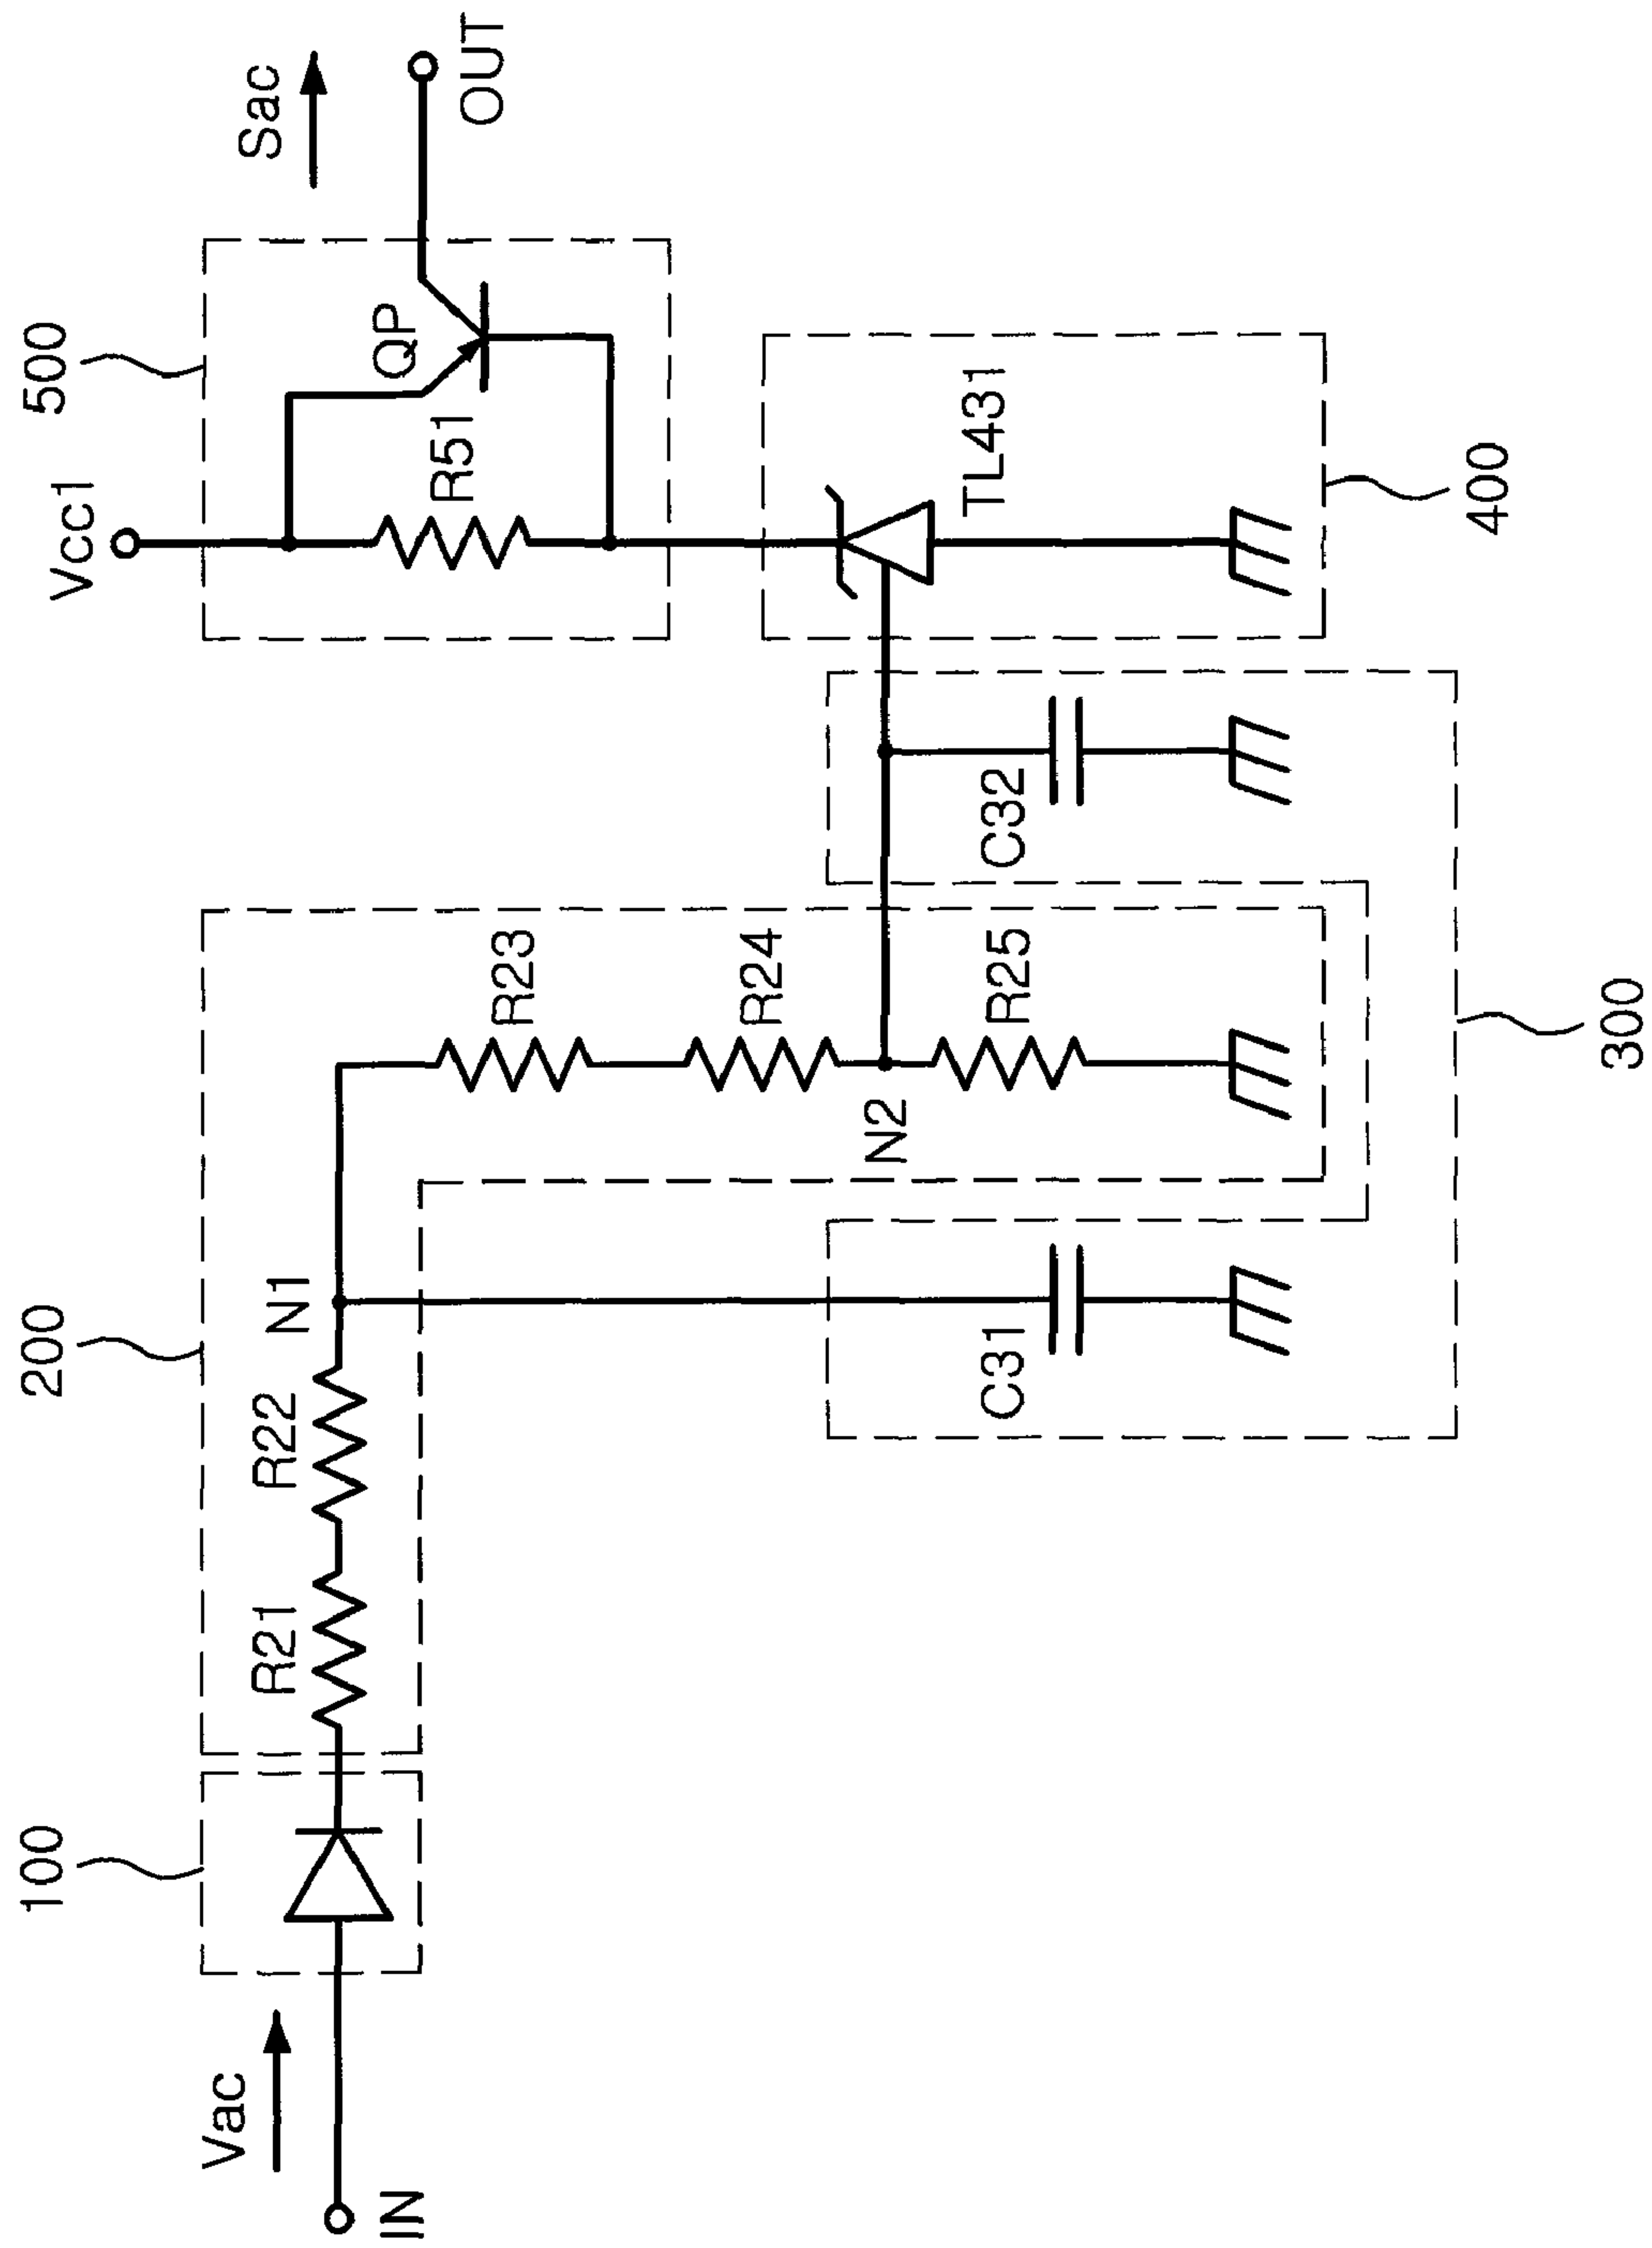 100
200
500
Vcc1
Sac
Vac
IN
R21
R22
N1
R23
R24
N2
R25
C31
C32
300
R51
QP
OUT
TL431
400